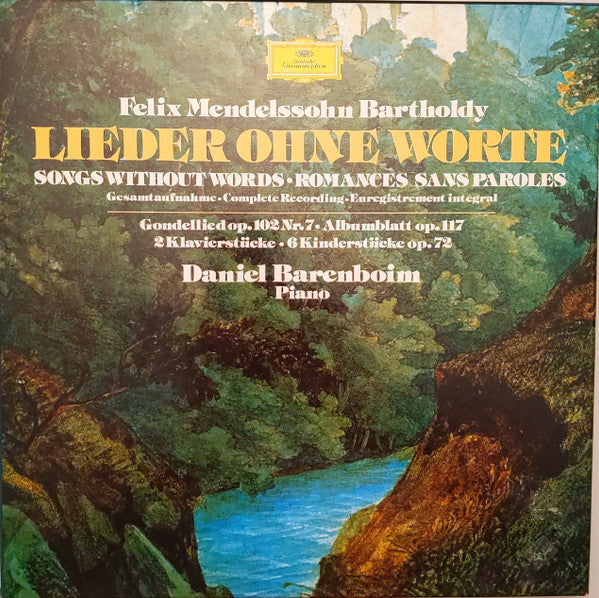 Deutsche
Grammophon
Felix Mendelssohn Bartholdy
LIEDER OHNE WORTE
SONGS WITHOUT WORDS • ROMANCES SANS PAROLES
Gesamtaufnahme • Complete Recording • Enregistrement integral
Gondellied op. 102 Nr. 7 • Albumblatt op. 117
2 Klavierstücke • 6 Kinderstücke op. 72
Daniel Barenboim
Piano